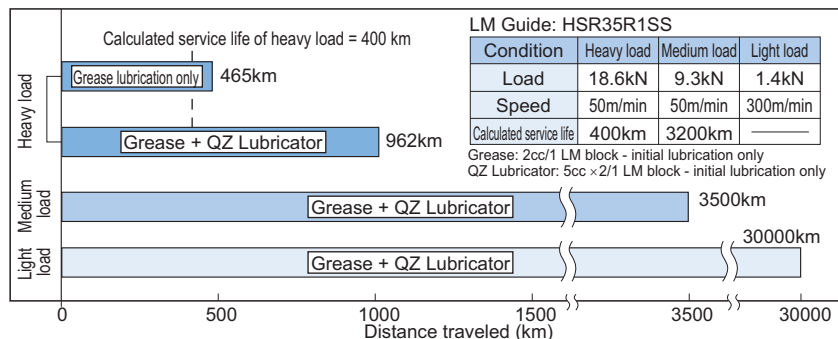 Calculated service life of heavy load = 400 km
Grease lubrication only
465km
Heavy load
Grease + QZ Lubricator
962km
LM Guide: HSR35R1SS
Condition Heavy load Medium load Light load
Load 18.6kN 9.3kN 1.4kN
Speed 50m/min 50m/min 300m/min
Calculated service life 400km 3200km ———
Grease: 2cc/1 LM block - initial lubrication only
QZ Lubricator: 5cc ×2/1 LM block - initial lubrication only
Medium
load
Grease + QZ Lubricator
3500km
Light
load
Grease + QZ Lubricator
30000km
0 500 1000 1500 3500 30000
Distance traveled (km)